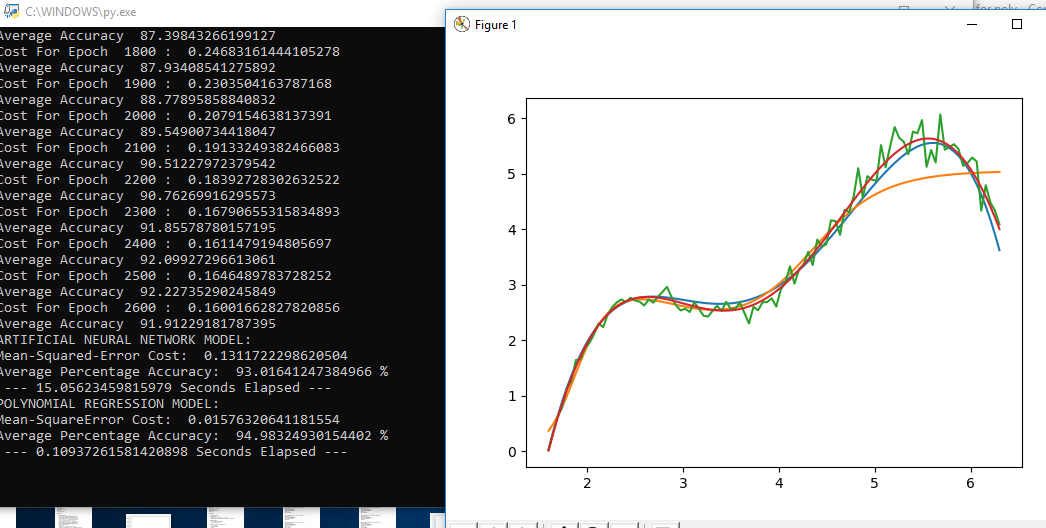 C:\WINDOWS\py.exe
Average Accuracy  87.39843266199127
Cost For Epoch  1800 :  0.24683161444105278
Average Accuracy  87.93408541275892
Cost For Epoch  1900 :  0.2303504163787168
Average Accuracy  88.77895858840832
Cost For Epoch  2000 :  0.2079154638137391
Average Accuracy  89.54900734418047
Cost For Epoch  2100 :  0.19133249382466083
Average Accuracy  90.51227972379542
Cost For Epoch  2200 :  0.18392728302632522
Average Accuracy  90.76269916295573
Cost For Epoch  2300 :  0.16790655315834893
Average Accuracy  91.85578780157195
Cost For Epoch  2400 :  0.1611479194805697
Average Accuracy  92.09927296613061
Cost For Epoch  2500 :  0.1646489783728252
Average Accuracy  92.22735290245849
Cost For Epoch  2600 :  0.16001662827820856
Average Accuracy  91.91229181787395
ARTIFICIAL NEURAL NETWORK MODEL:
Mean-Squared-Error Cost:  0.1311722298620504
Average Percentage Accuracy:  93.01641247384966 %
--- 15.05623459815979 Seconds Elapsed ---
POLYNOMIAL REGRESSION MODEL:
Mean-SquareError Cost:  0.01576320641181554
Average Percentage Accuracy:  94.98324930154402 %
--- 0.10937261581420898 Seconds Elapsed ---
Figure 1
6
5
4
3
2
1
0
2 3 4 5 6